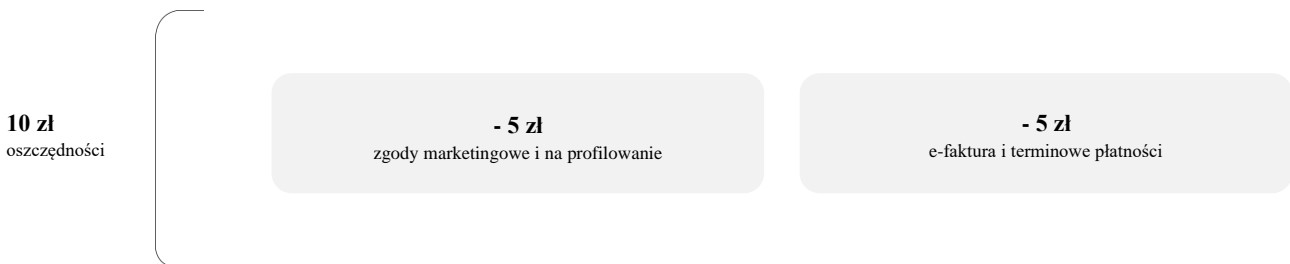 10 zł
oszczędności
- 5 zł
zgody marketingowe i na profilowanie
- 5 zł
e-faktura i terminowe płatności